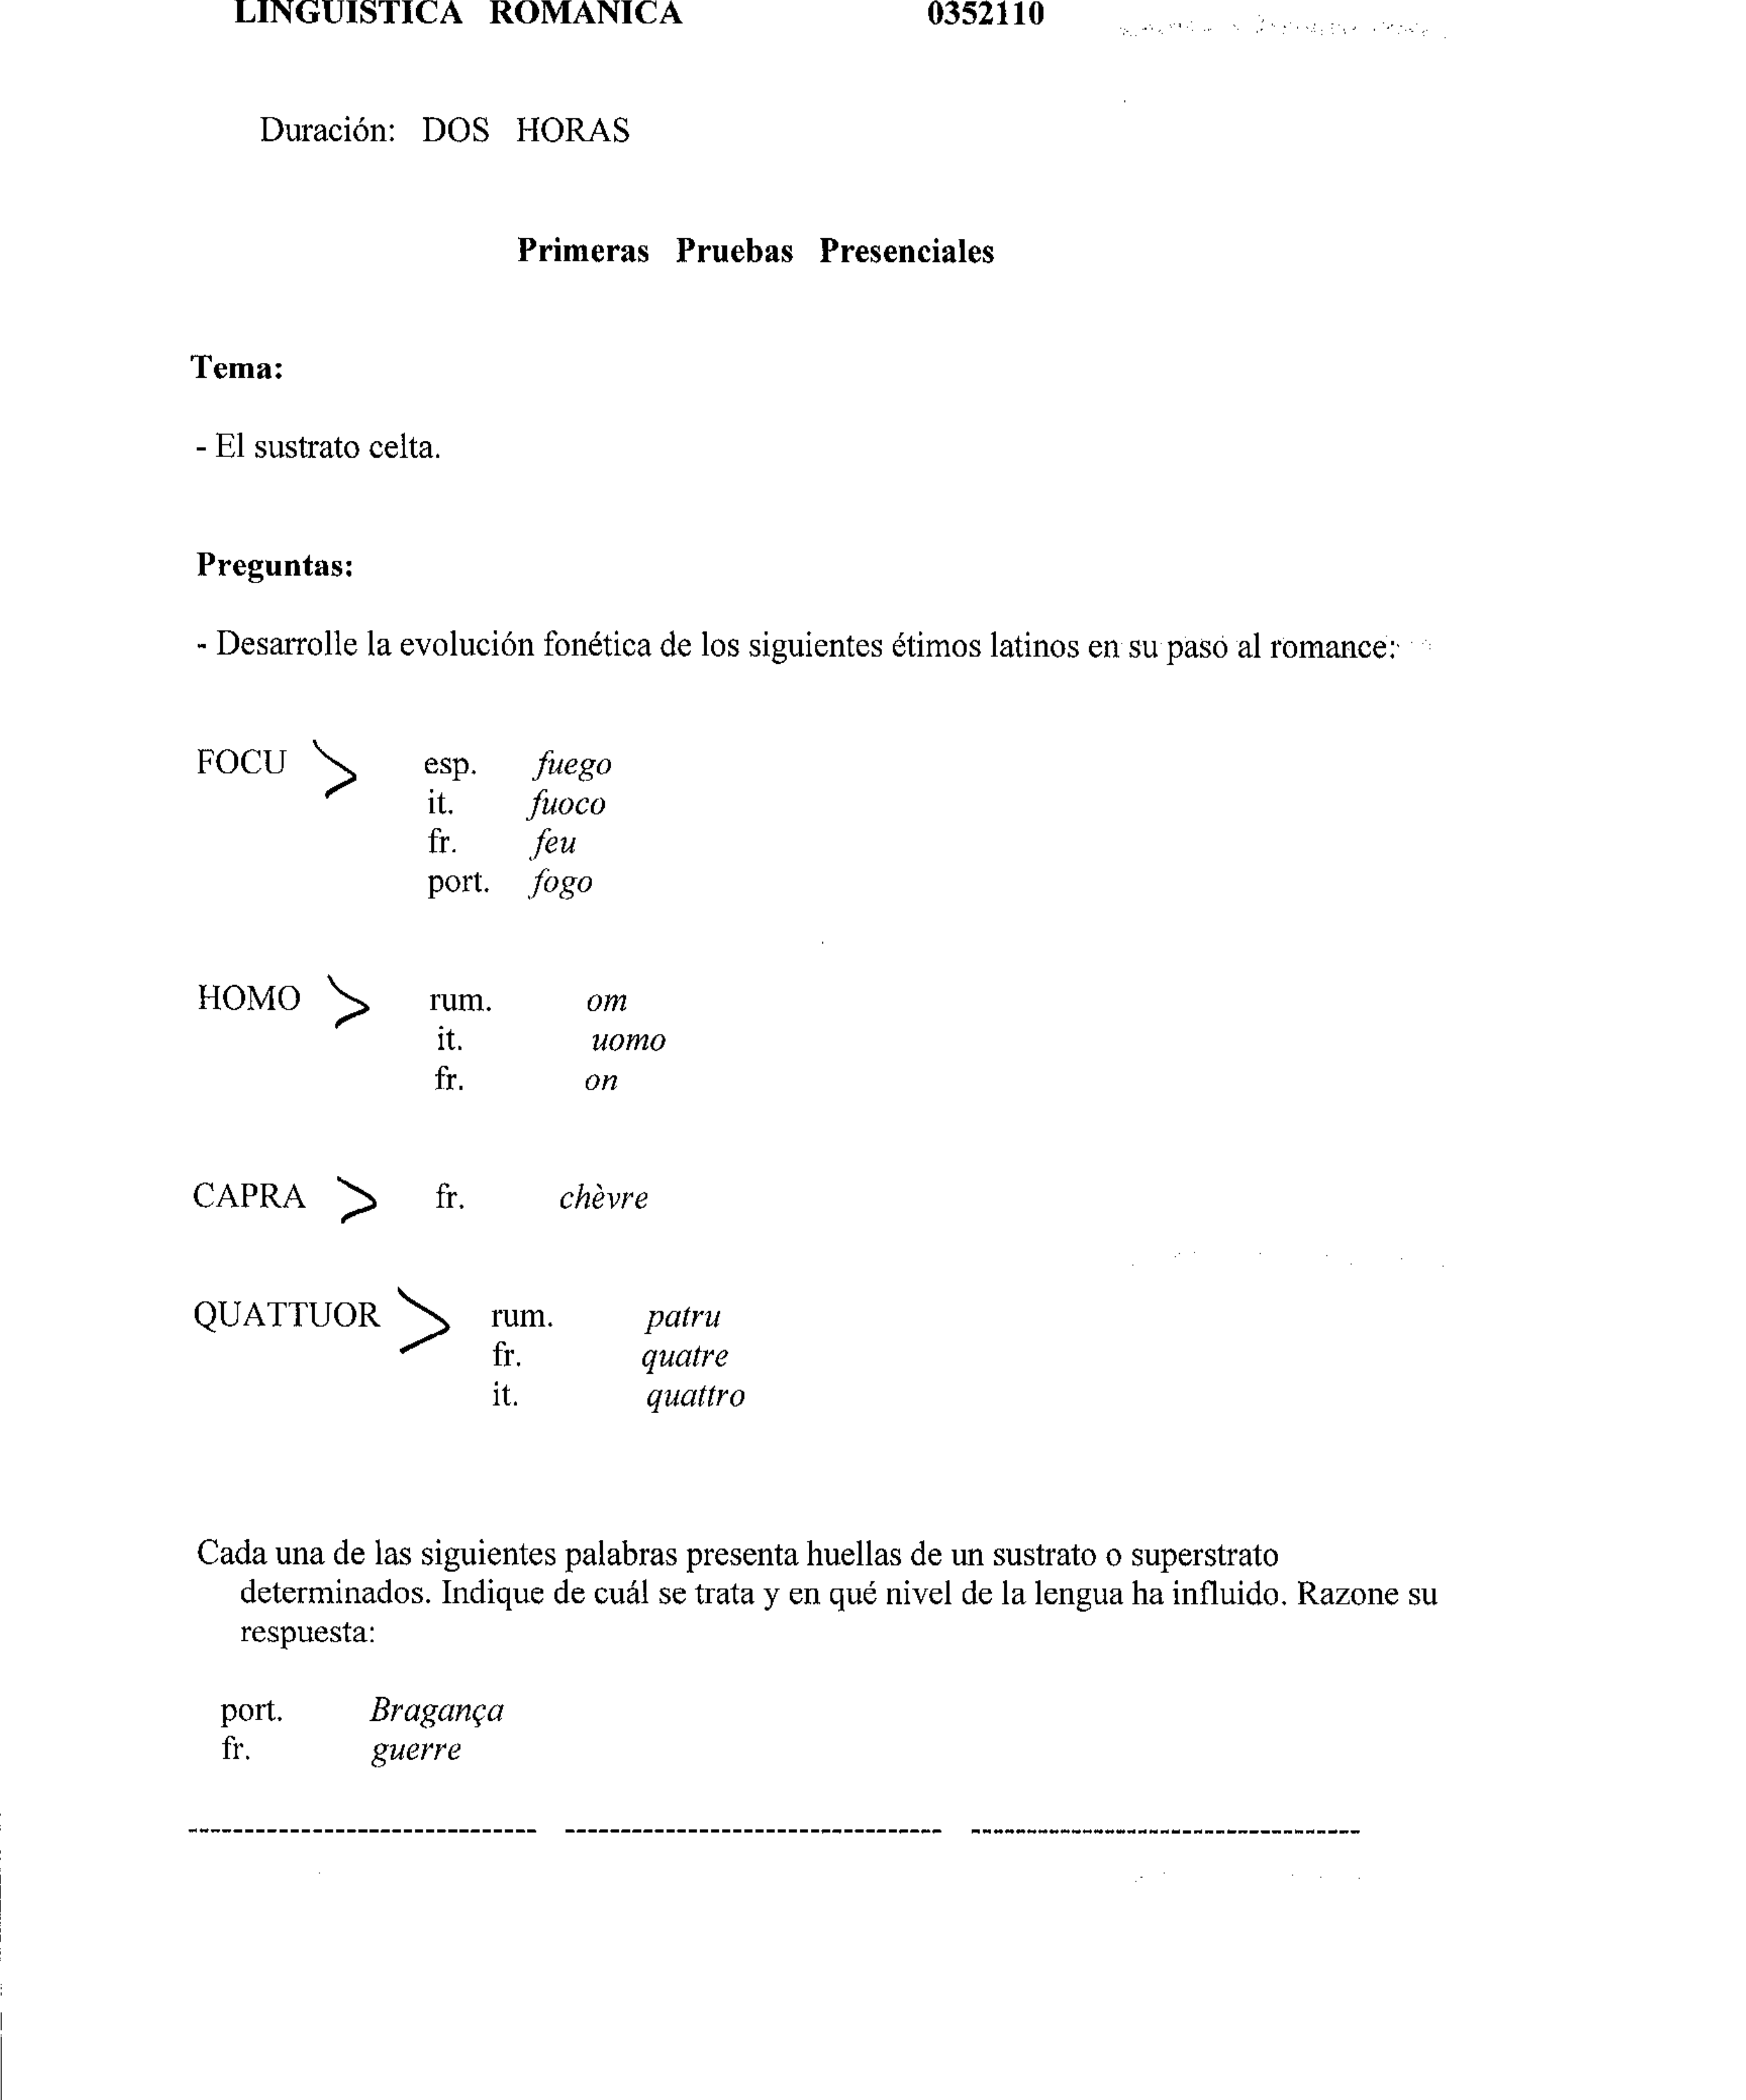 LINGUISTICA ROMANICA 0352110
Duración: DOS HORAS
Primeras Pruebas Presenciales
Tema:
- El sustrato celta.
Preguntas:
- Desarrolle la evolución fonética de los siguientes étimos latinos en su paso al romance:
FOCU > esp. fuego
it. fuoco
fr. feu
port. fogo
HOMO > rum. om
it. uomo
fr. on
CAPRA > fr. chèvre
QUATTUOR > rum. patru
fr. quatre
it. quattro
Cada una de las siguientes palabras presenta huellas de un sustrato o superstrato
determinados. Indique de cuál se trata y en qué nivel de la lengua ha influido. Razone su
respuesta:
port. Bragança
fr. guerre